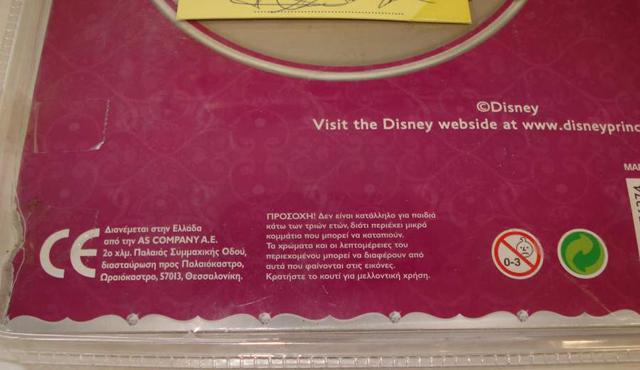 ©Disney
Visit the Disney webside at www.disneyprinc
MAR
Διανέμεται στην Ελλάδα
από την AS COMPANY A.E.
2ο χλμ. Παλαιάς Συμμαχικής Οδού,
διασταύρωση προς Παλαιόκαστρο,
Ωραιόκαστρο, 57013, Θεσσαλονίκη.
ΠΡΟΣΟΧΗ! Δεν είναι κατάλληλο για παιδιά
κάτω των τριών ετών, διότι περιέχει μικρά
κομμάτια που μπορεί να καταπιούν.
Τα χρώματα και οι λεπτομέρειες του
περιεχομένου μπορεί να διαφέρουν από
αυτά που φαίνονται στις εικόνες.
Κρατήστε το κουτί για μελλοντική χρήση.
CE
0-3